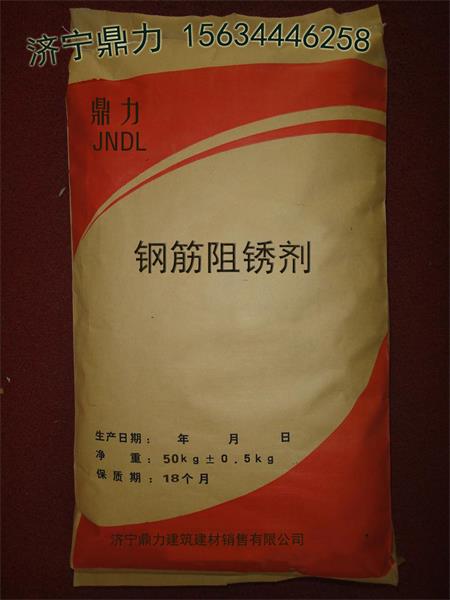 济宁鼎力 15634446258
鼎力
JNDL
钢筋阻锈剂
生产日期： 年 月 日
净 重：50kg±0.5kg
保质期：18个月
济宁鼎力建筑建材销售有限公司